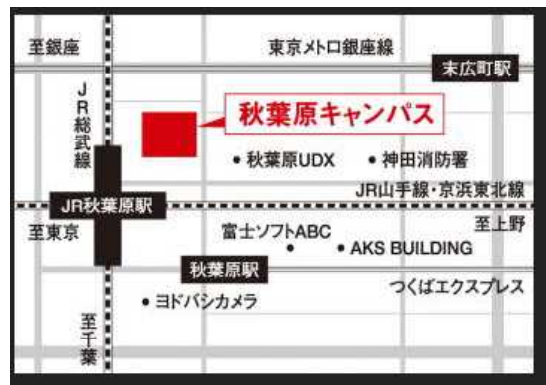 至銀座
東京メトロ銀座線
末広町駅
JR総武線
秋葉原キャンパス
秋葉原UDX
神田消防署
JR山手線・京浜東北線
JR秋葉原駅
至東京
富士ソフトABC
至上野
AKS BUILDING
秋葉原駅
つくばエクスプレス
ヨドバシカメラ
至千葉